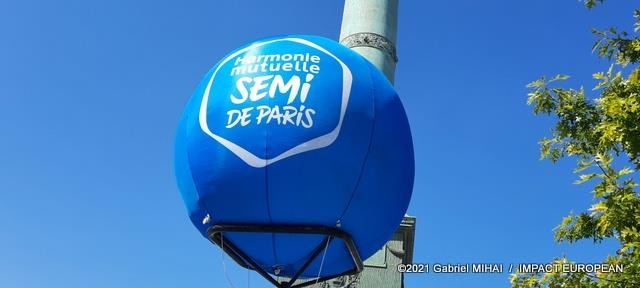 Harmonie
mutuelle
SEMi
DE PARiS
©2021 Gabriel MIHAI / IMPACT EUROPEAN